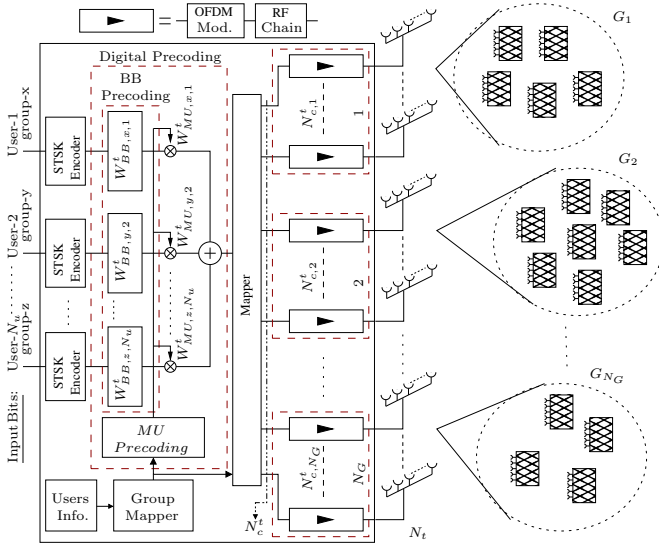 = OFDM Mod. RF Chain
G_1
Digital Precoding
BB Precoding
User-1 group-x
STSK Encoder
W^t_{BB,x,1}
W^t_{MU,x,1}
N^t_{c,1}
1
G_2
User-2 group-y
STSK Encoder
W^t_{BB,y,2}
W^t_{MU,y,2}
+
Mapper
N^t_{c,2}
2
User-N_u group-z
STSK Encoder
W^t_{BB,z,N_u}
W^t_{MU,z,N_u}
G_{N_G}
Input Bits:
MU Precoding
N^t_{c,N_G}
N_G
Users Info.
Group Mapper
N^t_c
N_t